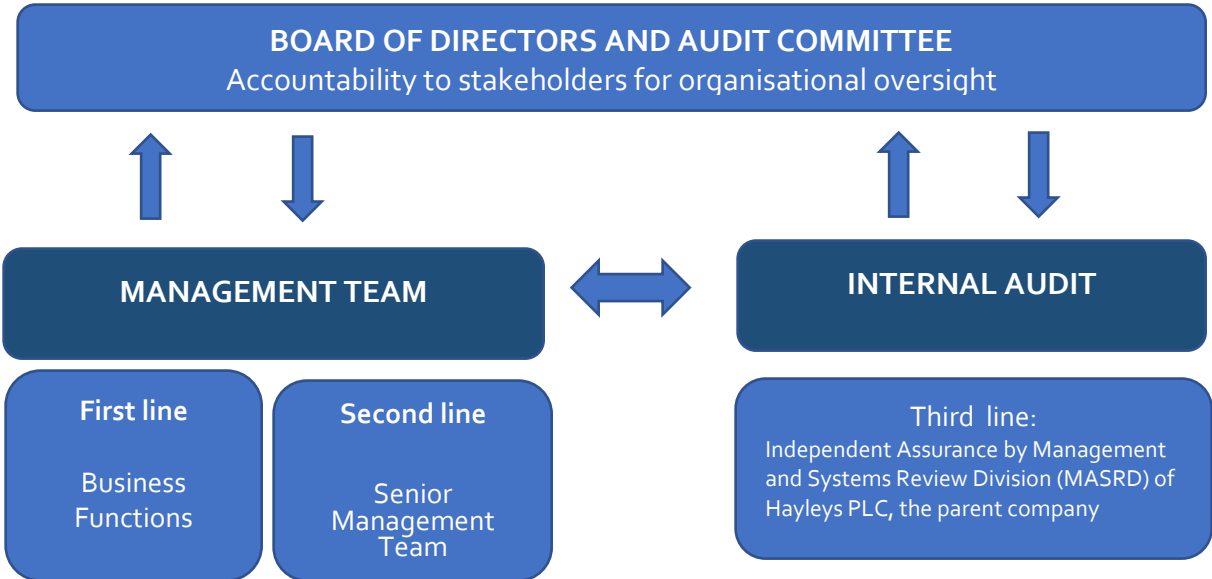 BOARD OF DIRECTORS AND AUDIT COMMITTEE
Accountability to stakeholders for organisational oversight
MANAGEMENT TEAM
INTERNAL AUDIT
First line
Business
Functions
Second line
Senior
Management
Team
Third line:
Independent Assurance by Management
and Systems Review Division (MASRD) of
Hayleys PLC, the parent company